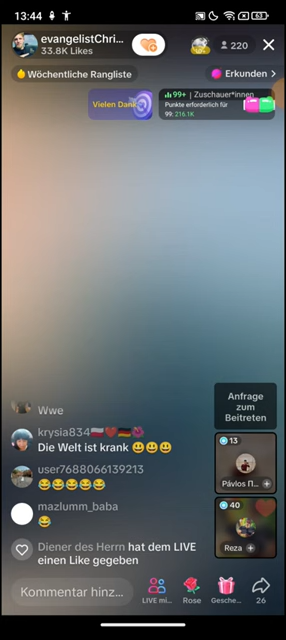 13:44
63
evangelistChri...
33.8K Likes
220
Wöchentliche Rangliste
Erkunden >
Vielen Dank
99+ | Zuschauer*innen
Punkte erforderlich für
99: 216.1K
Wwe
krysia834
Die Welt ist krank 😃😃😃
user7688066139213
😂😂😂😂😂
mazlumm_baba
😂
Diener des Herrn hat dem LIVE
einen Like gegeben
Anfrage
zum
Beitreten
13
Pávlos Π...
40
Reza
Kommentar hinz...
LIVE mi...
Rose
Gesche...
26